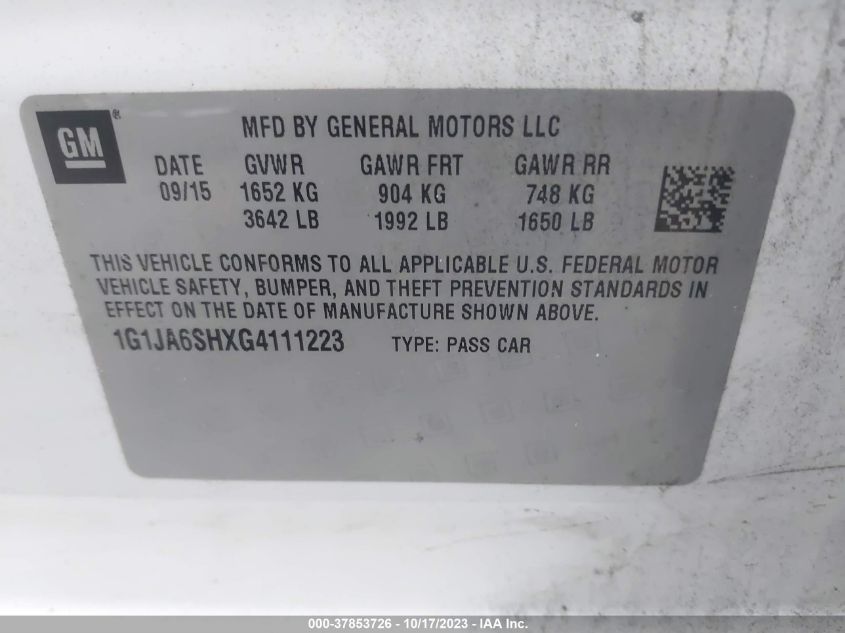 GM ®
MFD BY GENERAL MOTORS LLC
DATE GVWR GAWR FRT GAWR RR
09/15 1652 KG 904 KG 748 KG
3642 LB 1992 LB 1650 LB
THIS VEHICLE CONFORMS TO ALL APPLICABLE U.S. FEDERAL MOTOR
VEHICLE SAFETY, BUMPER, AND THEFT PREVENTION STANDARDS IN
EFFECT ON THE DATE OF MANUFACTURE SHOWN ABOVE.
1G1JA6SHXG4111223 TYPE: PASS CAR
000-37853726 - 10/17/2023 - IAA Inc.